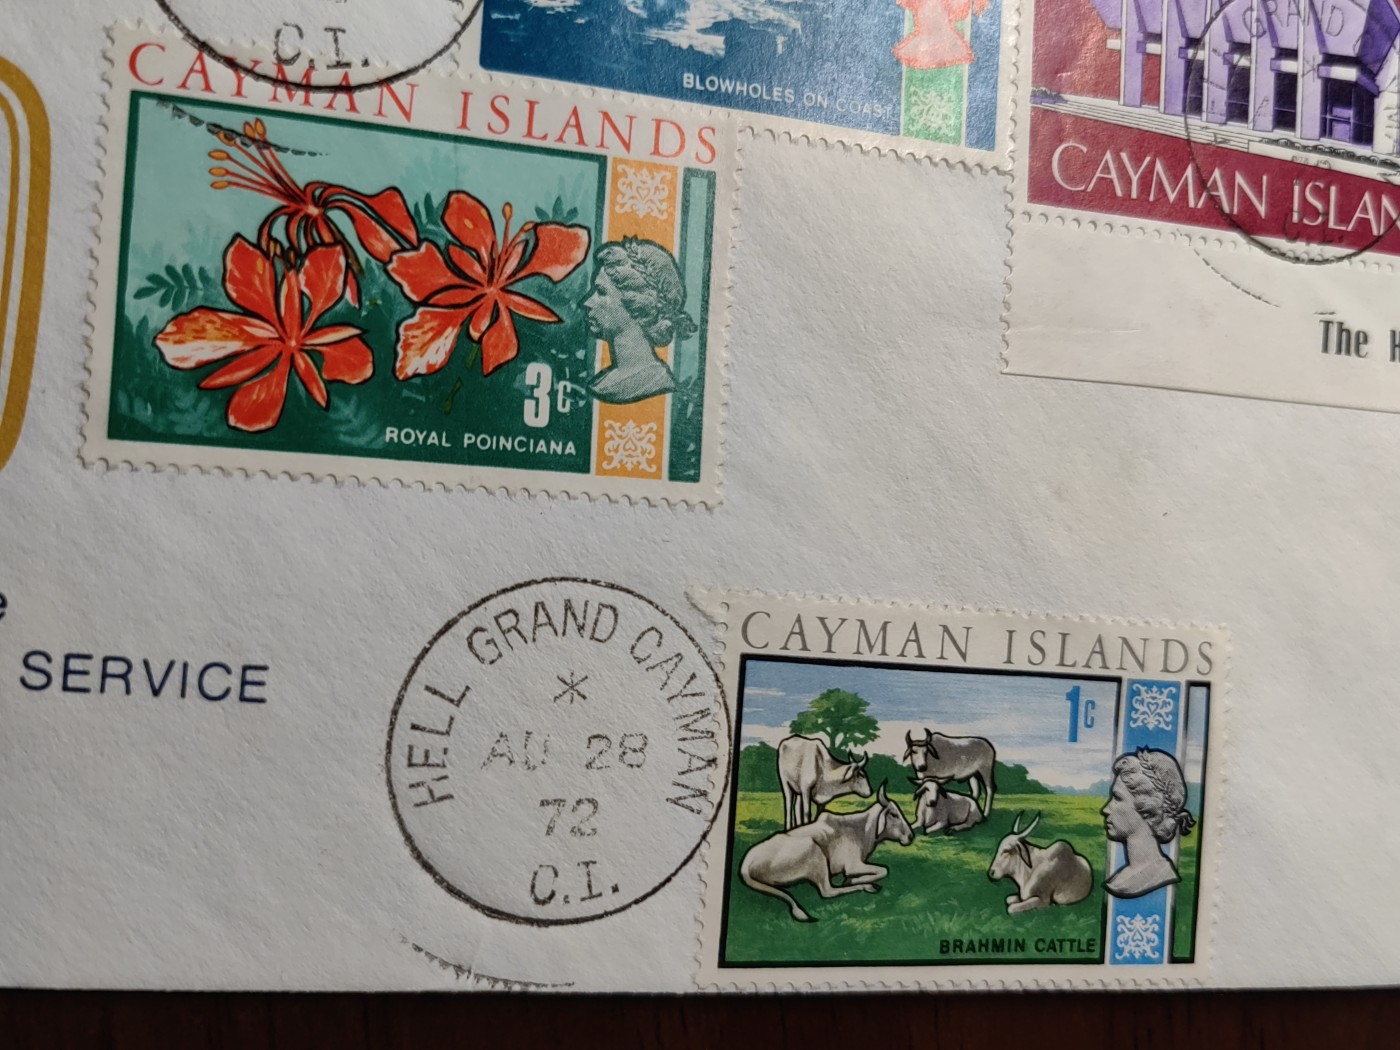 C.I.
BLOWHOLES ON COAST
GRAND
CAYMAN ISLAN
The
CAYMAN ISLANDS
3c
ROYAL POINCIANA
SERVICE
HELL GRAND CAYMAN
AU 28
72
C.I.
CAYMAN ISLANDS
1c
BRAHMIN CATTLE